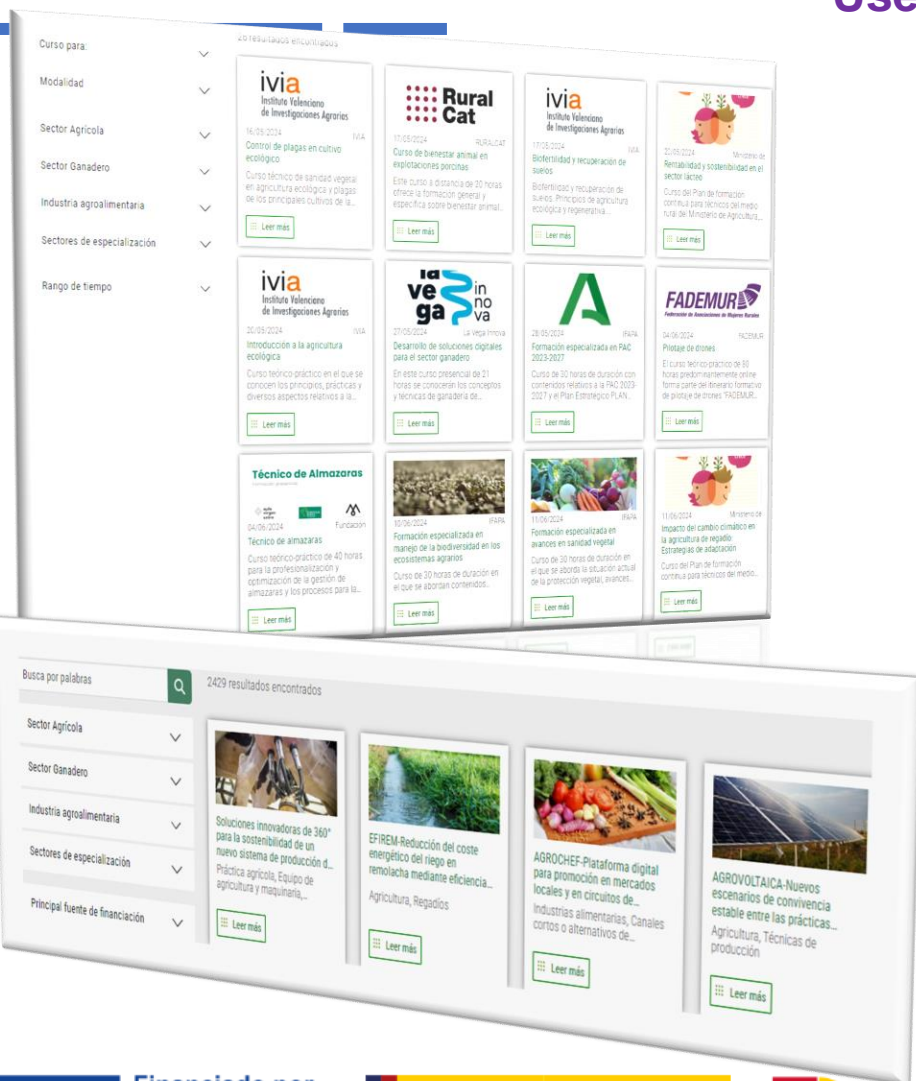 Use
Curso para:
Modalidad
Sector Agrícola
Sector Ganadero
Industria agroalimentaria
Sectores de especialización
Rango de tiempo
26 resultados encontrados
ivia
Instituto Valenciano
de Investigaciones Agrarias
16/05/2024 IVIA
Control de plagas en cultivo
ecológico
Curso técnico de sanidad vegetal
en agricultura ecológica y plagas
de los principales cultivos de la...
Leer más
Rural
Cat
17/05/2024 RURALCAT
Curso de bienestar animal en
explotaciones porcinas
Este curso a distancia de 20 horas
ofrece la formación general y
específica sobre bienestar animal...
Leer más
ivia
Instituto Valenciano
de Investigaciones Agrarias
17/05/2024 IVIA
Biofertilidad y recuperación de
suelos
Biofertilidad y recuperación de
suelos. Principios de agricultura
ecológica y regenerativa...
Leer más
20/05/2024 Ministerio de
Rentabilidad y sostenibilidad en el
sector lácteo
Curso del Plan de formación
continua para técnicos del medio
rural del Ministerio de Agricultura,...
Leer más
ivia
Instituto Valenciano
de Investigaciones Agrarias
20/05/2024 IVIA
Introducción a la agricultura
ecológica
Curso teórico-práctico en el que se
conocen los principios, prácticas y
diversos aspectos relativos a la...
Leer más
la
ve in
ga no
va
27/05/2024 La Vega Innova
Desarrollo de soluciones digitales
para el sector ganadero
En este curso presencial de 21
horas se conocerán los conceptos
y técnicas de ganadería de...
Leer más
28/05/2024 IFAPA
Formación especializada en PAC
2023-2027
Curso de 30 horas de duración con
contenidos relativos a la PAC 2023-
2027 y el Plan Estratégico PLAN...
Leer más
FADEMUR
Federación de Asociaciones de Mujeres Rurales
04/06/2024 FADEMUR
Pilotaje de drones
El curso teórico-práctico de 80
horas predominantemente online
forma parte del itinerario formativo
de pilotaje de drones "FADEMUR...
Leer más
Técnico de Almazaras
04/06/2024 Fundación
Técnico de almazaras
Curso teórico-práctico de 40 horas
para la profesionalización y
optimización de la gestión de
almazaras y los procesos para la...
Leer más
10/06/2024 IFAPA
Formación especializada en
manejo de la biodiversidad en los
ecosistemas agrarios
Curso de 30 horas de duración en
el que se abordan contenidos...
Leer más
11/06/2024 IFAPA
Formación especializada en
avances en sanidad vegetal
Curso de 30 horas de duración en
el que se aborda la situación actual
de la protección vegetal, avances...
Leer más
11/06/2024 Ministerio de
Impacto del cambio climático en
la agricultura de regadío.
Estrategias de adaptación
Curso del Plan de formación
continua para técnicos del medio...
Leer más
Busca por palabras
Sector Agrícola
Sector Ganadero
Industria agroalimentaria
Sectores de especialización
Principal fuente de financiación
2429 resultados encontrados
Soluciones innovadoras de 360°
para la sostenibilidad de un
nuevo sistema de producción d...
Práctica agrícola, Equipo de
agricultura y maquinaria,...
Leer más
EFIREM-Reducción del coste
energético del riego en
remolacha mediante eficiencia...
Agricultura, Regadíos
Leer más
AGROCHEF-Plataforma digital
para promoción en mercados
locales y en circuitos de...
Industrias alimentarias, Canales
cortos o alternativos de...
Leer más
AGROVOLTAICA-Nuevos
escenarios de convivencia
estable entre las prácticas...
Agricultura, Técnicas de
producción
Leer más
Financiado por